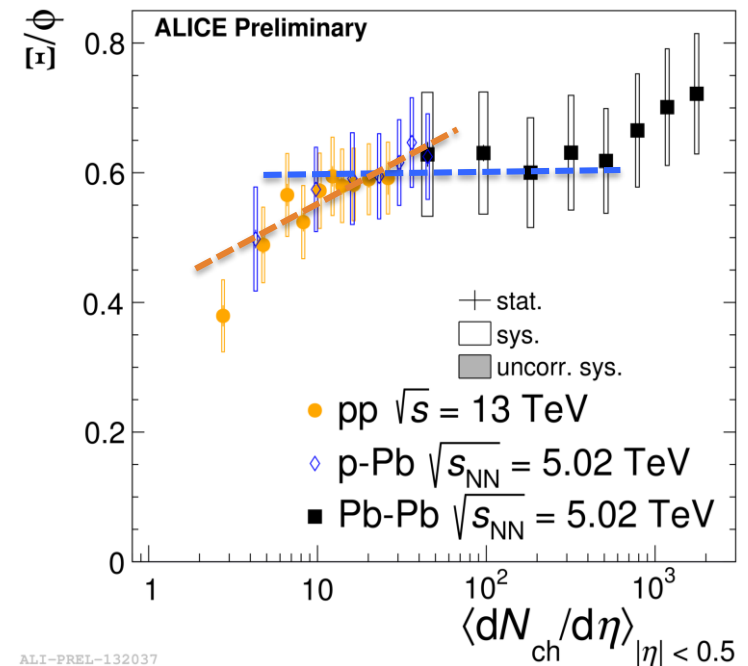 Ξ/ϕ
ALICE Preliminary
0.8
0.6
0.4
0.2
0
stat.
sys.
uncorr. sys.
pp √s = 13 TeV
p-Pb √sNN = 5.02 TeV
Pb-Pb √sNN = 5.02 TeV
1 10 10² 10³
⟨dNch/dη⟩|η| < 0.5
ALI-PREL-132037